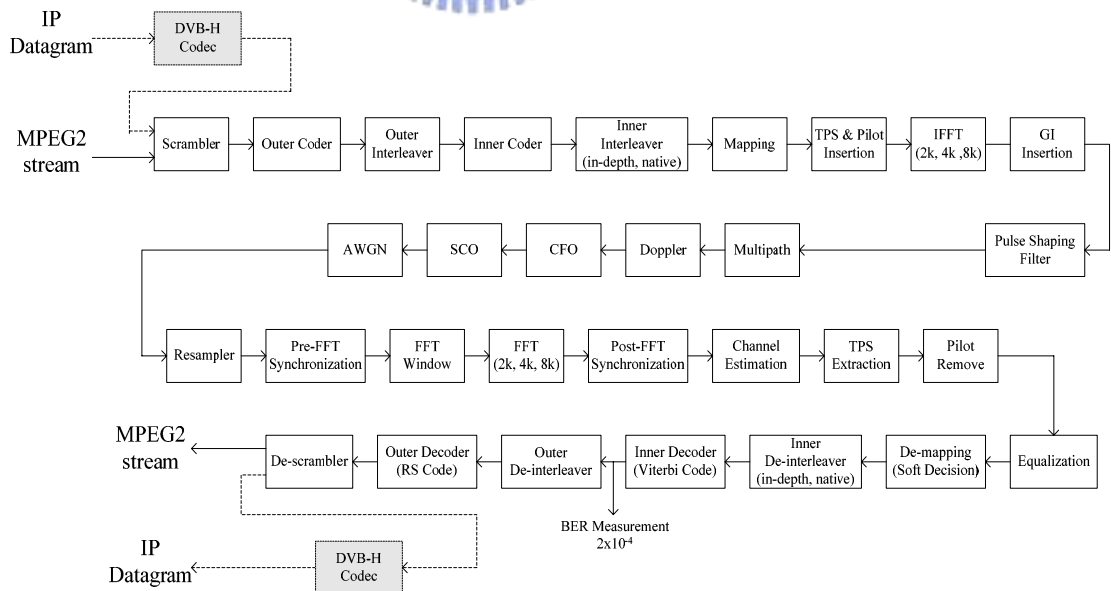 IP
Datagram
DVB-H
Codec
MPEG2
stream
Scrambler
Outer Coder
Outer
Interleaver
Inner Coder
Inner
Interleaver
(in-depth, native)
Mapping
TPS & Pilot
Insertion
IFFT
(2k, 4k ,8k)
GI
Insertion
AWGN
SCO
CFO
Doppler
Multipath
Pulse Shaping
Filter
Resampler
Pre-FFT
Synchronization
FFT
Window
FFT
(2k, 4k, 8k)
Post-FFT
Synchronization
Channel
Estimation
TPS
Extraction
Pilot
Remove
MPEG2
stream
De-scrambler
Outer Decoder
(RS Code)
Outer
De-interleaver
Inner Decoder
(Viterbi Code)
Inner
De-interleaver
(in-depth, native)
De-mapping
(Soft Decision)
Equalization
BER Measurement
2x10-4
IP
Datagram
DVB-H
Codec